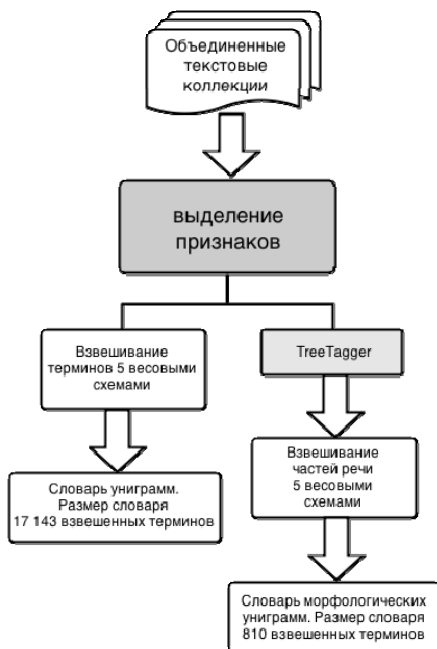 Объединенные
текстовые
коллекции
выделение
признаков
Взвешивание
терминов 5 весовыми
схемами
TreeTagger
Словарь униграмм.
Размер словаря
17 143 взвешенных терминов
Взвешивание
частей речи
5 весовыми
схемами
Словарь морфологических
униграмм. Размер словаря
810 взвешенных терминов